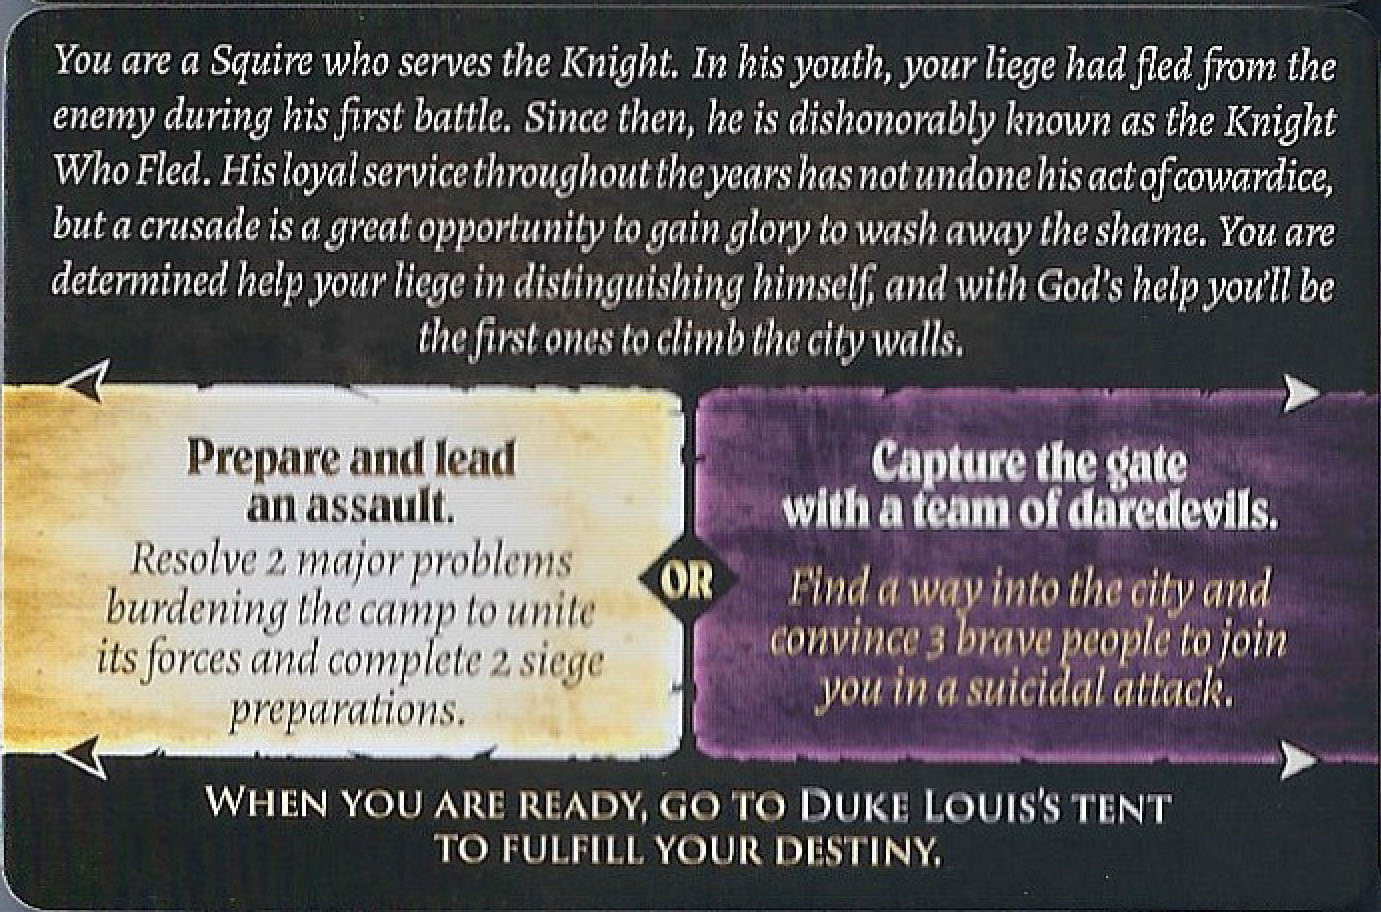 You are a Squire who serves the Knight. In his youth, your liege had fled from the
enemy during his first battle. Since then, he is dishonorably known as the Knight
Who Fled. His loyal service throughout the years has not undone his act of cowardice,
but a crusade is a great opportunity to gain glory to wash away the shame. You are
determined help your liege in distinguishing himself, and with God's help you'll be
the first ones to climb the city walls.
Prepare and lead
an assault.
Resolve 2 major problems
burdening the camp to unite
its forces and complete 2 siege
preparations.
OR
Capture the gate
with a team of daredevils.
Find a way into the city and
convince 3 brave people to join
you in a suicidal attack.
WHEN YOU ARE READY, GO TO DUKE LOUIS'S TENT
TO FULFILL YOUR DESTINY.